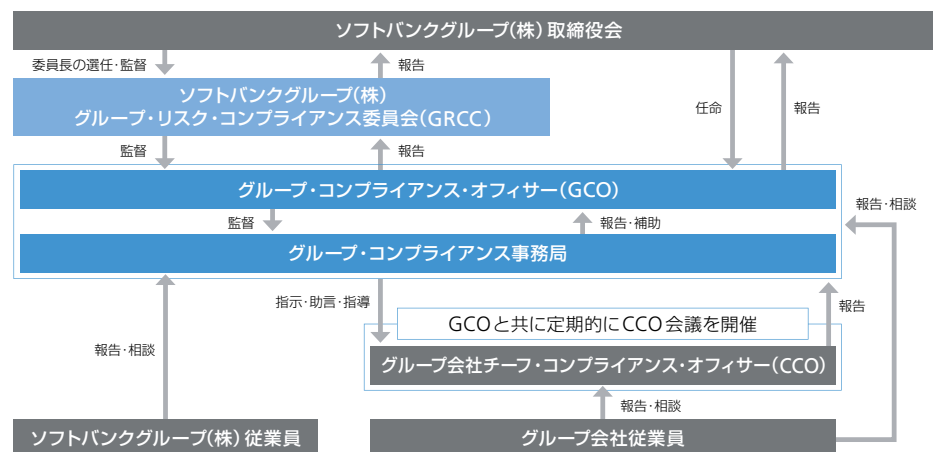 ソフトバンクグループ(株)取締役会
委員長の選任・監督
報告
ソフトバンクグループ(株)
グループ・リスク・コンプライアンス委員会(GRCC)
任命
報告
監督
報告
グループ・コンプライアンス・オフィサー(GCO)
報告・相談
監督
報告・補助
グループ・コンプライアンス事務局
指示・助言・指導
報告
GCOと共に定期的にCCO会議を開催
報告・相談
グループ会社チーフ・コンプライアンス・オフィサー(CCO)
報告・相談
ソフトバンクグループ(株)従業員
グループ会社従業員